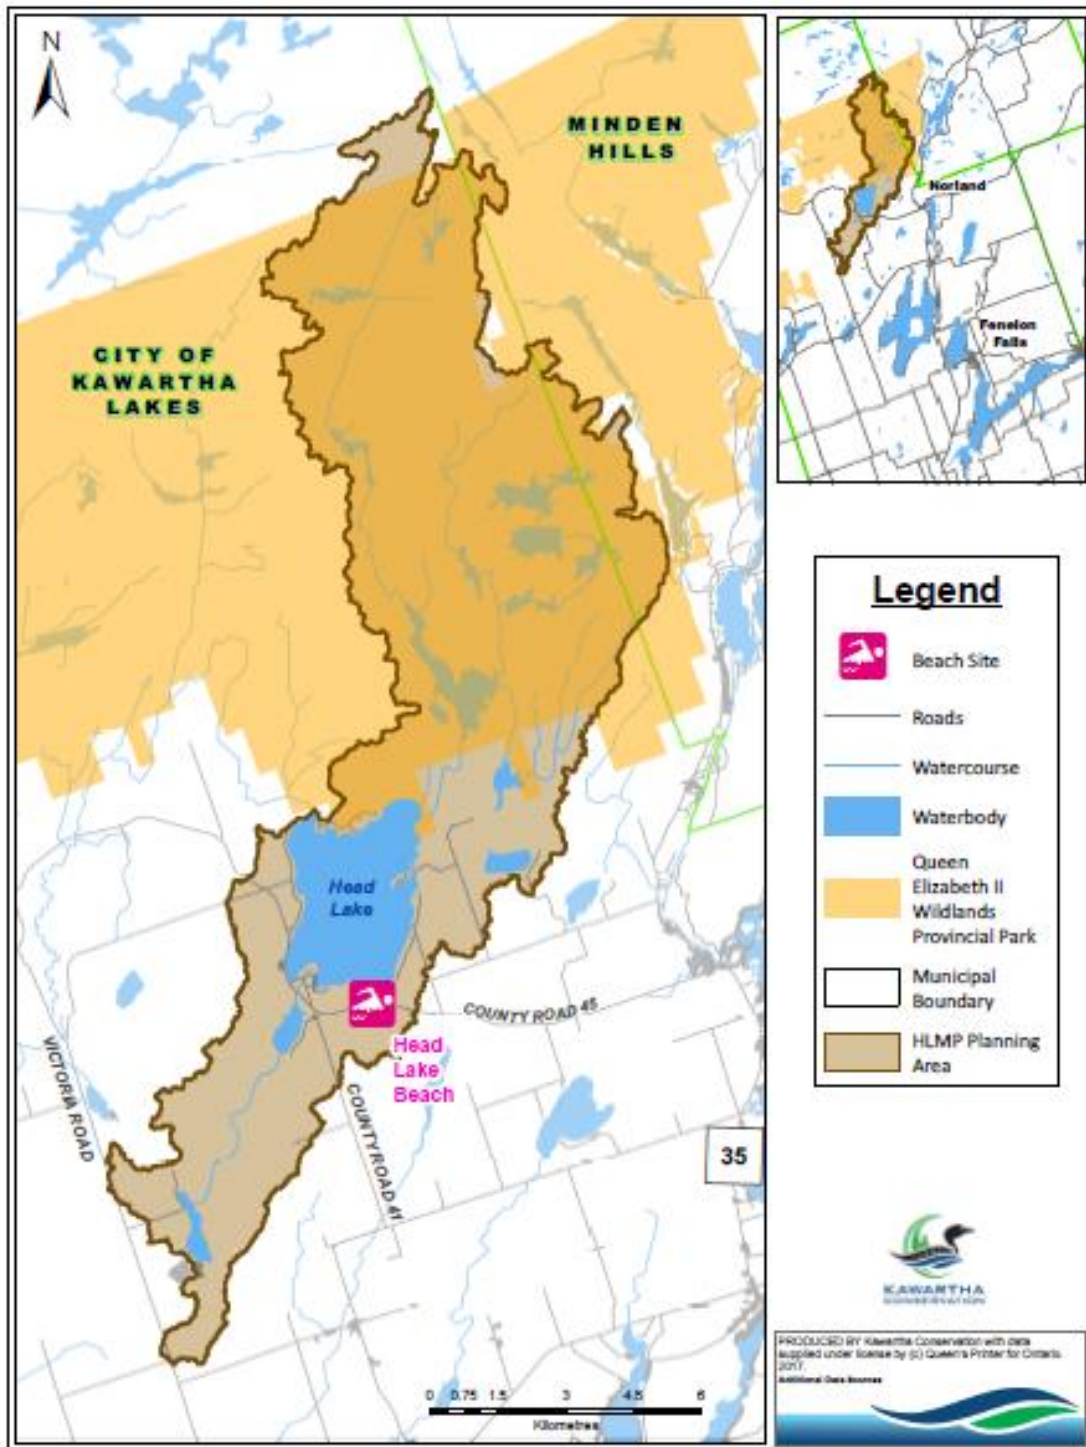 N
MINDEN
HILLS
CITY OF
KAWARTHA
LAKES
Head
Lake
Head
Lake
Beach
COUNTY ROAD 45
VICTORIA ROAD
COUNTY ROAD 41
35
0 0.75 1.5 3 4.5 6
Kilometres
Norland
Fenelon
Falls
Legend
Beach Site
Roads
Watercourse
Waterbody
Queen
Elizabeth II
Wildlands
Provincial Park
Municipal
Boundary
HLMP Planning
Area
KAWARTHA
CONSERVATION
PRODUCED BY Kawartha Conservation with data
supplied under license by (c) Queen's Printer for Ontario
2017.
Additional Data Sources